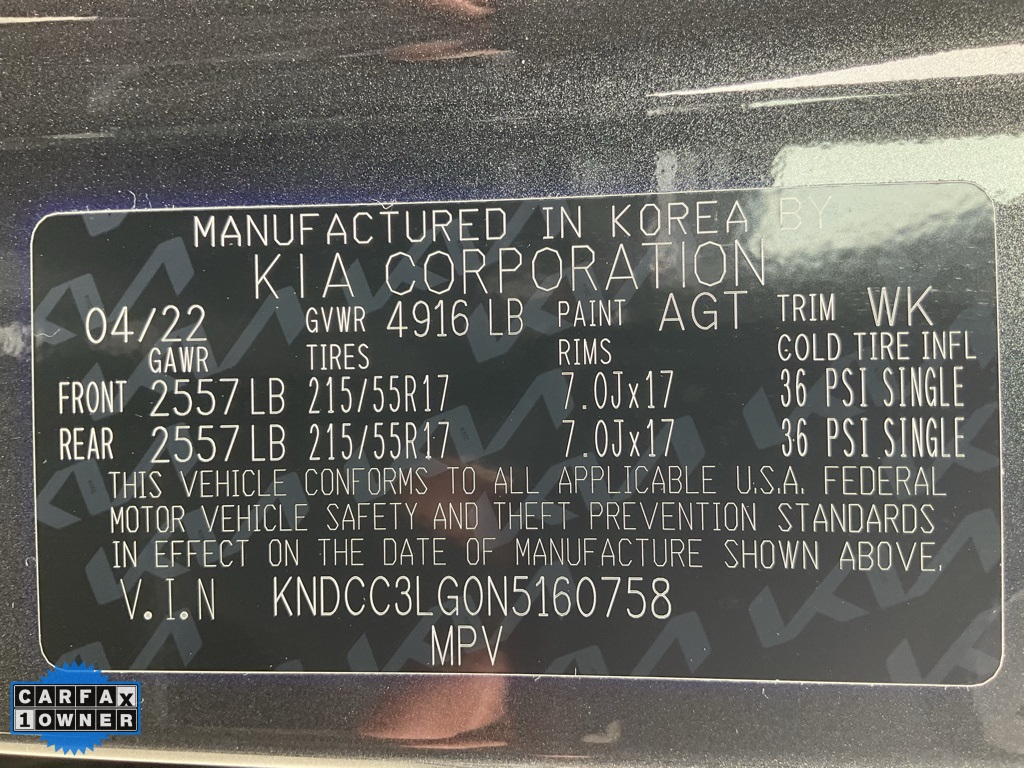 MANUFACTURED IN KOREA BY
KIA CORPORATION
04/22 GVWR 4916 LB PAINT AGT TRIM WK
GAWR TIRES RIMS COLD TIRE INFL
FRONT 2557 LB 215/55R17 7.0Jx17 36 PSI SINGLE
REAR 2557 LB 215/55R17 7.0Jx17 36 PSI SINGLE
THIS VEHICLE CONFORMS TO ALL APPLICABLE U.S.A. FEDERAL
MOTOR VEHICLE SAFETY AND THEFT PREVENTION STANDARDS
IN EFFECT ON THE DATE OF MANUFACTURE SHOWN ABOVE.
V.I.N KNDCC3LG0N5160758
MPV
CARFAX
1 OWNER